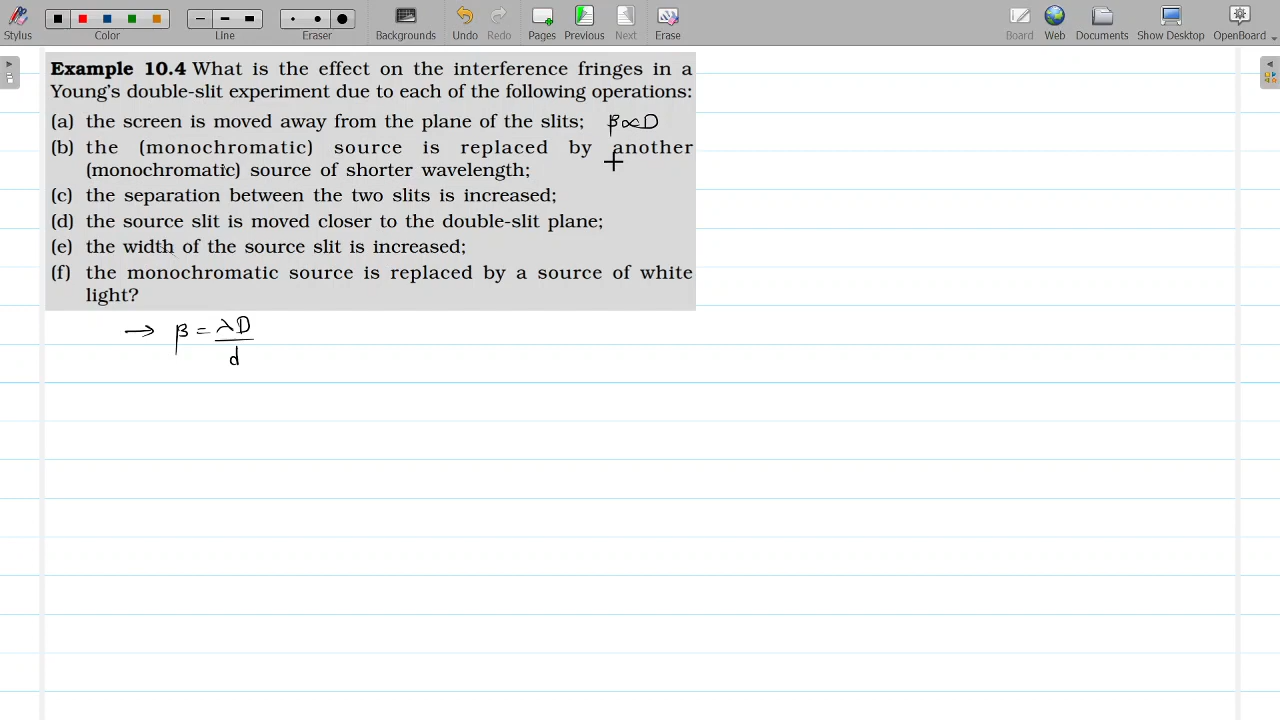 Stylus
Color
Line
Eraser
Backgrounds
Undo
Redo
Pages
Previous
Next
Erase
Board
Web
Documents
Show Desktop
OpenBoard
Example 10.4 What is the effect on the interference fringes in a
Young's double-slit experiment due to each of the following operations:
(a) the screen is moved away from the plane of the slits; β∝D
(b) the (monochromatic) source is replaced by another
(monochromatic) source of shorter wavelength;
(c) the separation between the two slits is increased;
(d) the source slit is moved closer to the double-slit plane;
(e) the width of the source slit is increased;
(f) the monochromatic source is replaced by a source of white
light?
→ β = λD
d